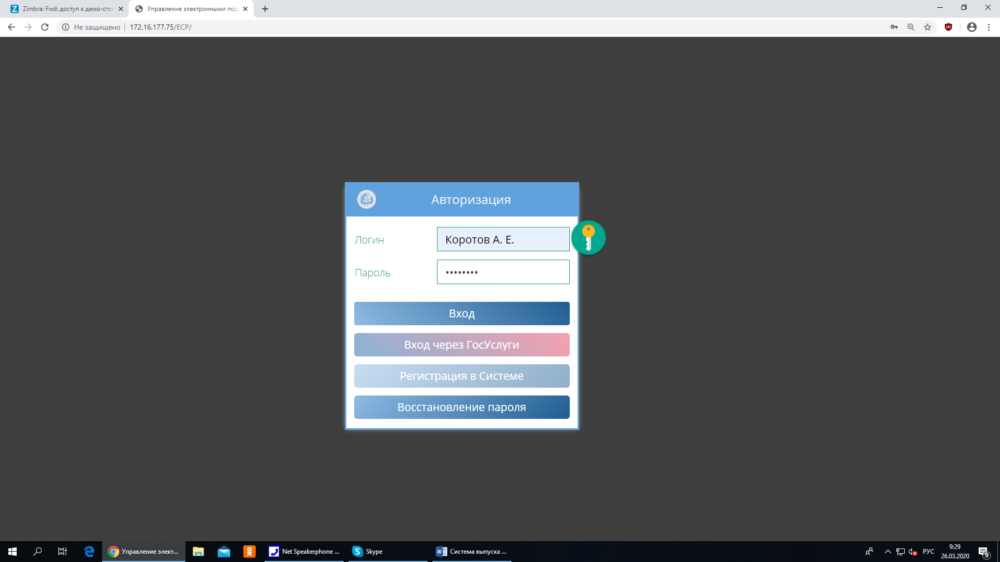 Zimbra: Fwd: доступ к демо-сте
Управление электронными под
Не защищено
172.16.177.75/ECP/
Авторизация
Логин
Коротов А. Е.
Пароль
••••••••
Вход
Вход через ГосУслуги
Регистрация в Системе
Восстановление пароля
Управление элект...
Net Speakerphone ...
Skype
Система выпуска ...
РУС
9:29
26.03.2020
9